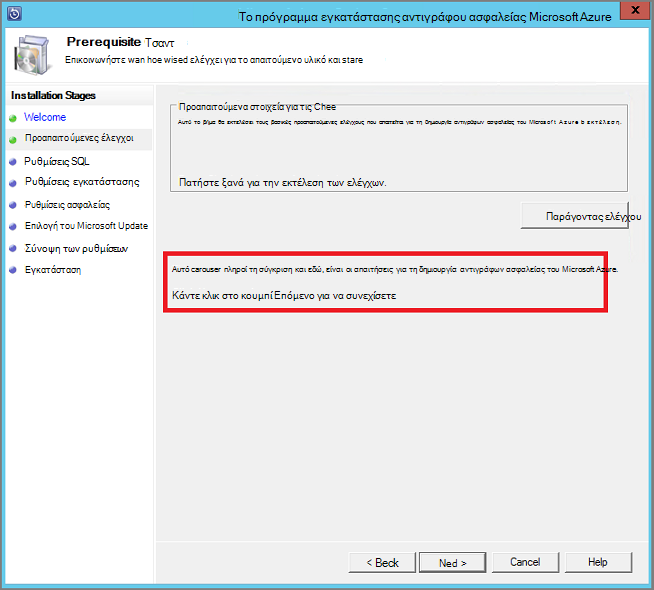 Το πρόγραμμα εγκατάστασης αντιγράφου ασφαλείας Microsoft Azure
Prerequisite Τσαντ
Επικοινωνήστε wan hoe wised ελέγχει για το απαιτούμενο υλικό και stare
Installation Stages
Welcome
Προαπαιτούμενες έλεγχοι
Ρυθμίσεις SQL
Ρυθμίσεις εγκατάστασης
Ρυθμίσεις ασφαλείας
Επιλογή του Microsoft Update
Σύνοψη των ρυθμίσεων
Εγκατάσταση
Προαπαιτούμενα στοιχεία για τις Chee
Αυτό το βήμα θα εκτελέσει τους βασικούς προαπαιτούμενους ελέγχους που απαιτείται για τη δημιουργία αντιγράφων ασφαλείας του Microsoft Azure b εκτέλεση.
Πατήστε ξανά για την εκτέλεση των ελέγχων.
Παράγοντας ελέγχου
Αυτό carauser πληροί τη σύγκριση και εδώ, είναι οι απαιτήσεις για τη δημιουργία αντιγράφων ασφαλείας του Microsoft Azure.
Κάντε κλικ στο κουμπί Επόμενο για να συνεχίσετε
< Beck Ned > Cancel Help